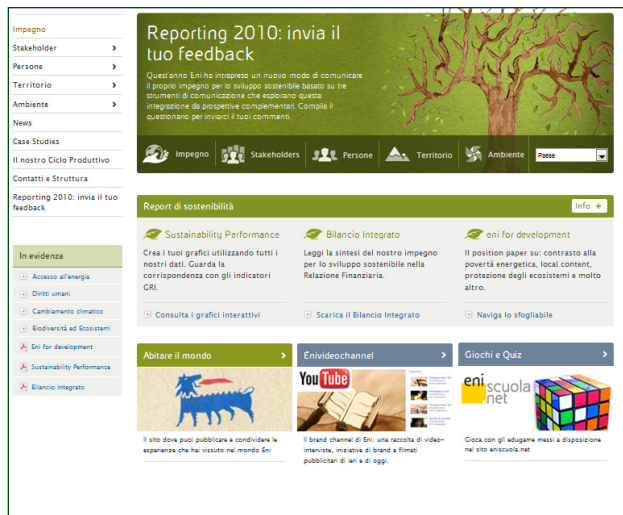 Impegno
Stakeholder
Persone
Territorio
Ambiente
News
Case Studies
Il nostro Ciclo Produttivo
Contatti e Struttura
Reporting 2010: invia il tuo
feedback
In evidenza
Accesso all'energia
Diritti umani
Cambiamento climatico
Biodiversità ed Ecosistemi
Eni for development
Sustainability Performance
Bilancio Integrato
Reporting 2010: invia il
tuo feedback
Quest'anno Eni ha intrapreso un nuovo modo di comunicare
il proprio impegno per lo sviluppo sostenibile basato su tre
strumenti di comunicazione che esplorano questa
integrazione da prospettive complementari. Compila il
questionario per inviarci il tuoi commenti.
Impegno Stakeholders Persone Territorio Ambiente Paese
Report di sostenibilità Info +
Sustainability Performance
Crea i tuoi grafici utilizzando tutti i
nostri dati. Guarda la
corrispondenza con gli indicatori
GRI.
Consulta i grafici interattivi
Bilancio Integrato
Leggi la sintesi del nostro impegno
per lo sviluppo sostenibile nella
Relazione Finanziaria.
Scarica il Bilancio Integrato
eni for development
Il position paper su: contrasto alla
povertà energetica, local content,
protezione degli ecosistemi e molto
altro.
Naviga lo sfogliabile
Abitare il mondo
Il sito dove puoi pubblicare e condividere le
esperienze che hai vissuto nel mondo Eni
Enivideochannel
You Tube
Il brand channel di Eni: una raccolta di video-
interviste, iniziative di brand e filmati
pubblicitari di ieri e di oggi.
Giochi e Quiz
eni
scuola
.net
Gioca con gli edugame messi a disposizione
nel sito eniscuola.net